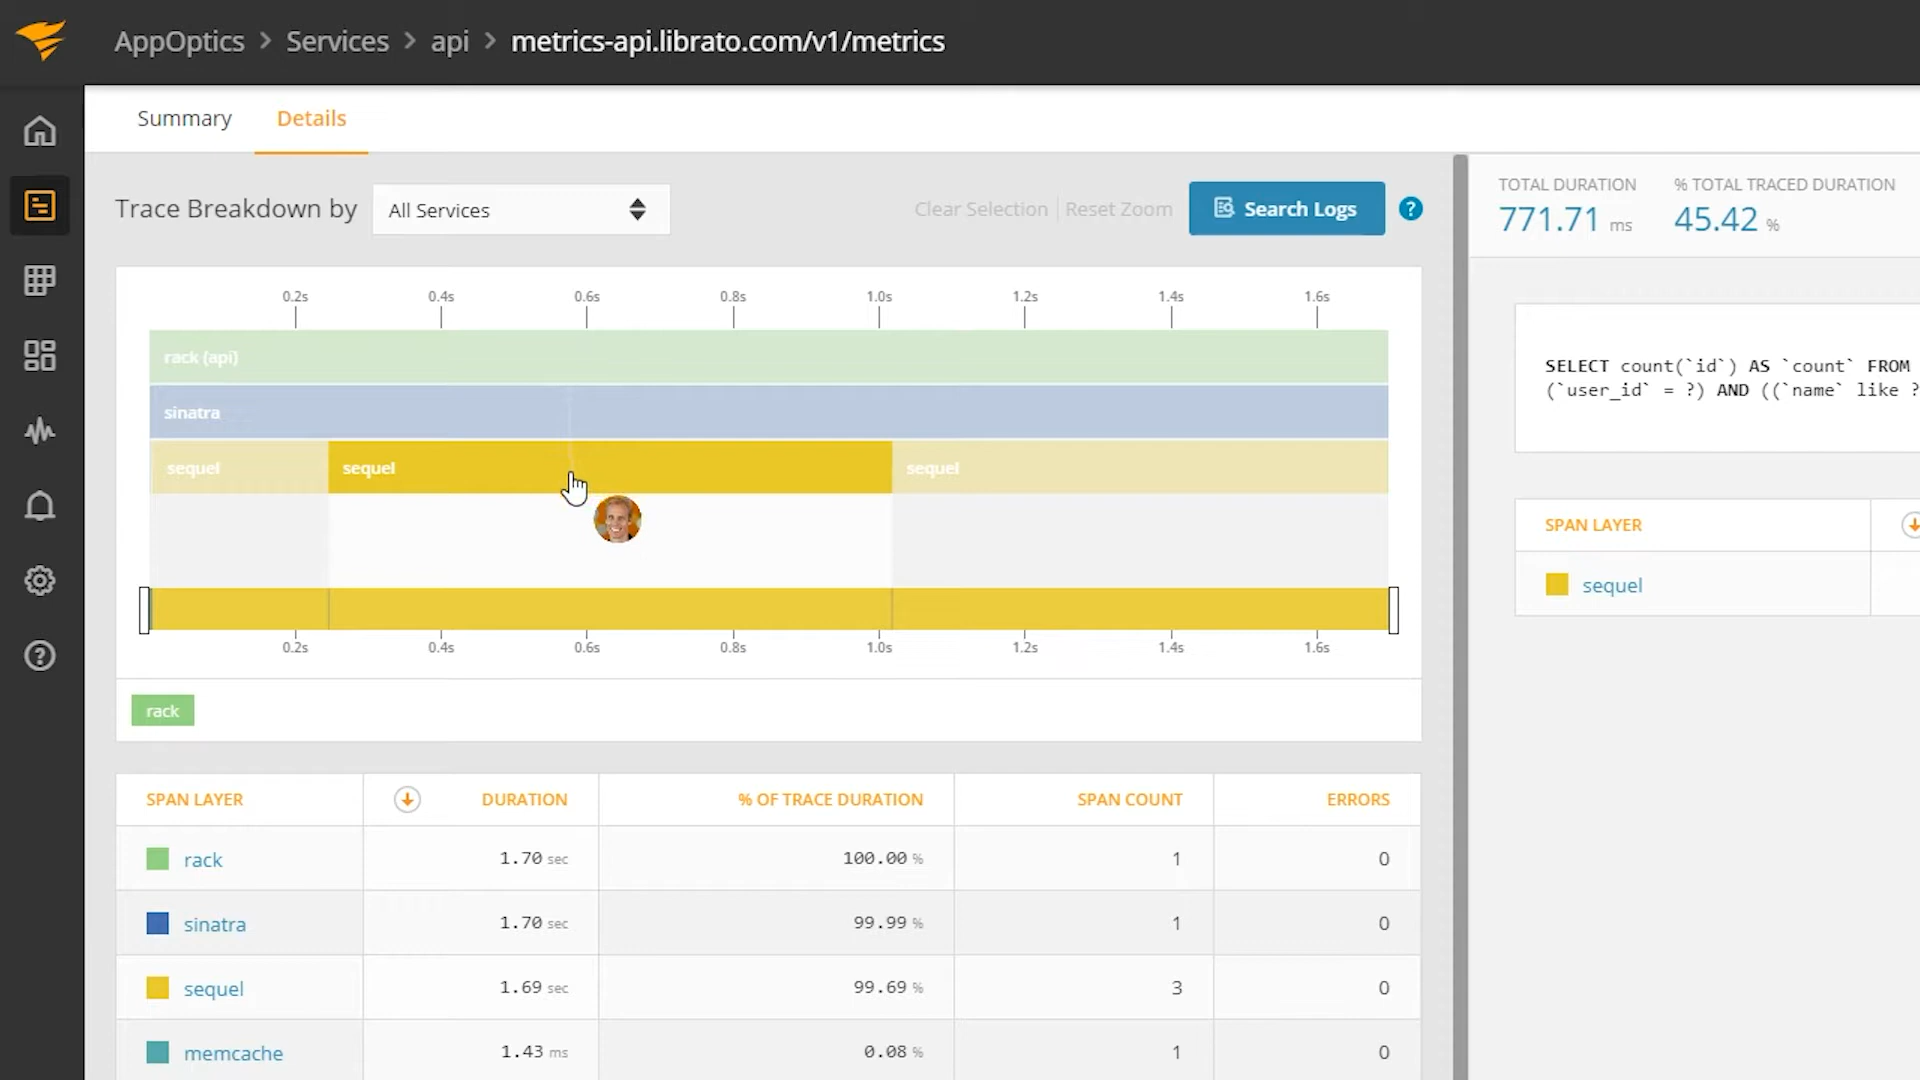 AppOptics > Services > api > metrics-api.librato.com/v1/metrics
Summary Details
Trace Breakdown by All Services Clear Selection Reset Zoom Search Logs ?
TOTAL DURATION % TOTAL TRACED DURATION
771.71 ms 45.42 %
0.2s 0.4s 0.6s 0.8s 1.0s 1.2s 1.4s 1.6s
rack (api)
sinatra
sequel sequel sequel
0.2s 0.4s 0.6s 0.8s 1.0s 1.2s 1.4s 1.6s
rack
SELECT count(`id`) AS `count` FROM
(`user_id` = ?) AND ((`name` like ?
SPAN LAYER
sequel
SPAN LAYER DURATION % OF TRACE DURATION SPAN COUNT ERRORS
rack 1.70 sec 100.00 % 1 0
sinatra 1.70 sec 99.99 % 1 0
sequel 1.69 sec 99.69 % 3 0
memcache 1.43 ms 0.08 % 1 0